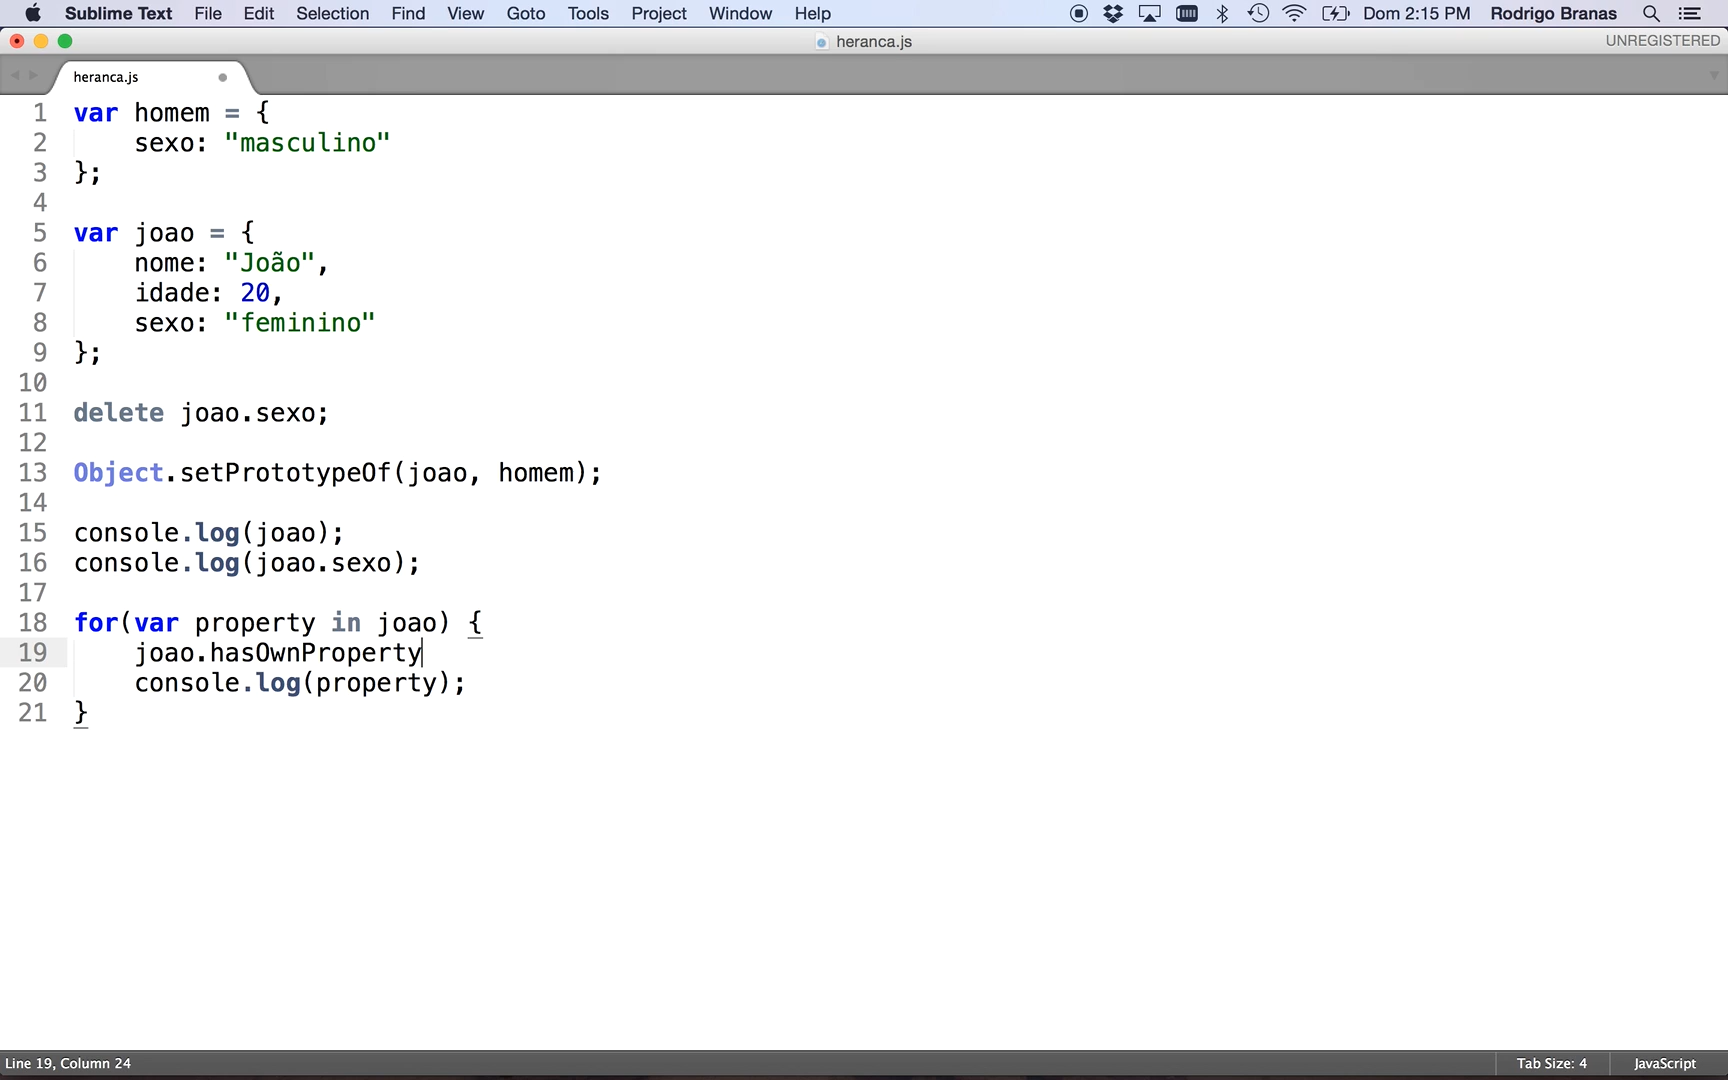 Sublime Text File Edit Selection Find View Goto Tools Project Window Help Dom 2:15 PM Rodrigo Branas
heranca.js UNREGISTERED
heranca.js
1 var homem = {
2 sexo: "masculino"
3 };
4
5 var joao = {
6 nome: "João",
7 idade: 20,
8 sexo: "feminino"
9 };
10
11 delete joao.sexo;
12
13 Object.setPrototypeOf(joao, homem);
14
15 console.log(joao);
16 console.log(joao.sexo);
17
18 for(var property in joao) {
19 joao.hasOwnProperty
20 console.log(property);
21 }
Line 19, Column 24 Tab Size: 4 JavaScript